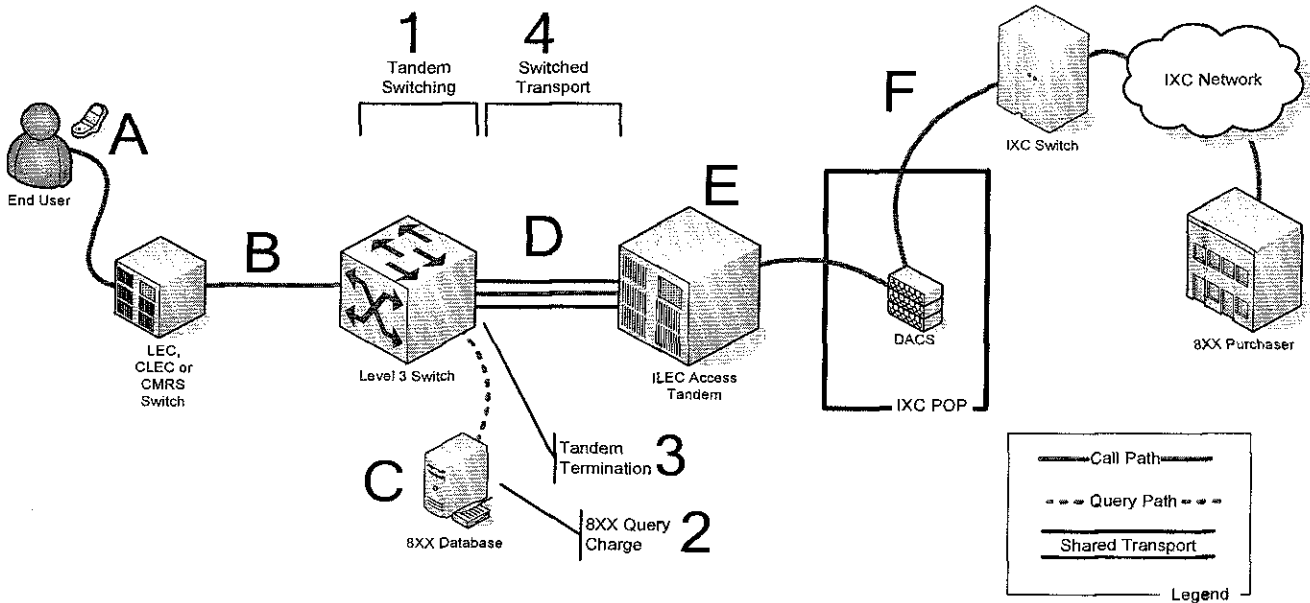 1
Tandem
Switching
4
Switched
Transport
A
End User
B
LEC,
CLEC or
CMRS
Switch
Level 3 Switch
D
E
ILEC Access
Tandem
F
IXC Switch
IXC Network
8XX Purchaser
DACS
IXC POP
C
8XX Database
Tandem
Termination
3
8XX Query
Charge
2
Call Path
Query Path
Shared Transport
Legend